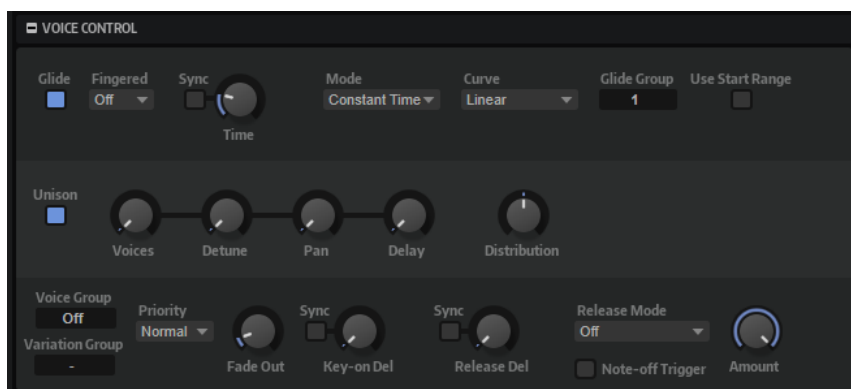 VOICE CONTROL
Glide Fingered Sync Mode Curve Glide Group Use Start Range
Off Constant Time Linear 1
Time
Unison
Voices Detune Pan Delay Distribution
Voice Group
Off
Priority Sync Sync Release Mode
Normal Off
Variation Group
-
Fade Out Key-on Del Release Del Note-off Trigger Amount